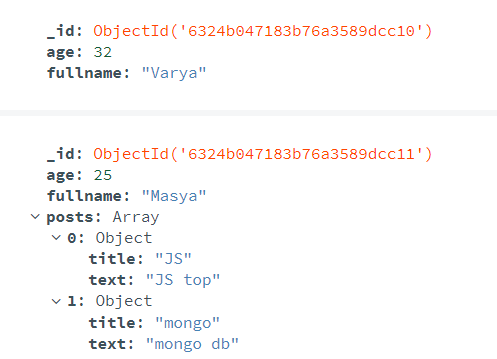 _id: ObjectId('6324b047183b76a3589dcc10')
age: 32
fullname: "Varya"
_id: ObjectId('6324b047183b76a3589dcc11')
age: 25
fullname: "Masya"
posts: Array
0: Object
title: "JS"
text: "JS top"
1: Object
title: "mongo"
text: "mongo db"